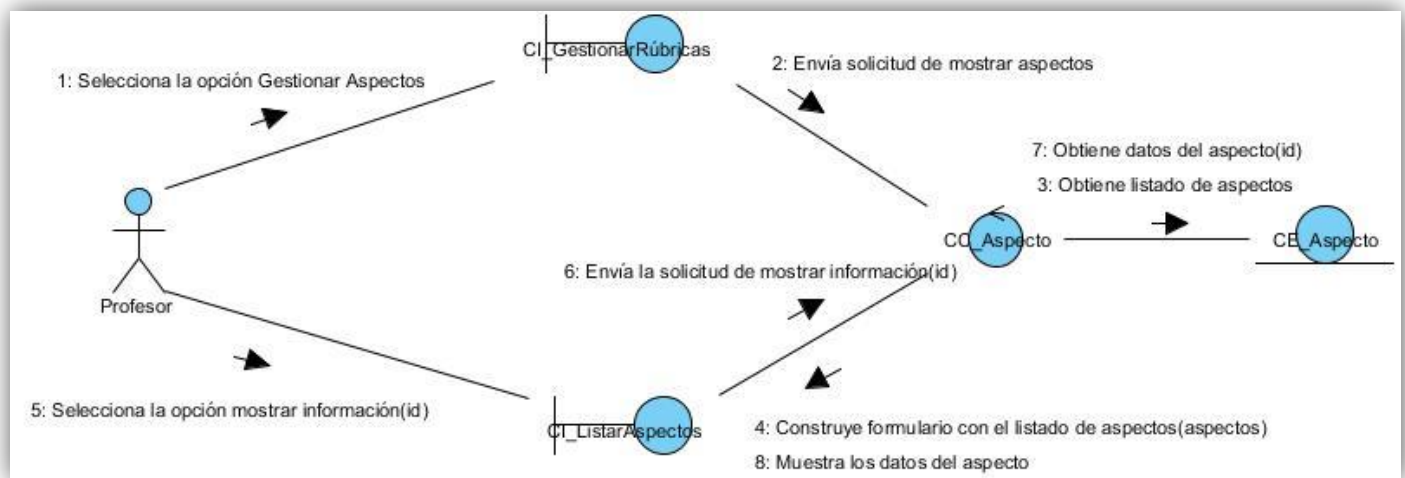 CI_GestionarRúbricas
1: Selecciona la opción Gestionar Aspectos
2: Envía solicitud de mostrar aspectos
7: Obtiene datos del aspecto(id)
3: Obtiene listado de aspectos
CC_Aspecto
CE_Aspecto
6: Envía la solicitud de mostrar información(id)
Profesor
5: Selecciona la opción mostrar información(id)
CI_ListarAspectos
4: Construye formulario con el listado de aspectos(aspectos)
8: Muestra los datos del aspecto